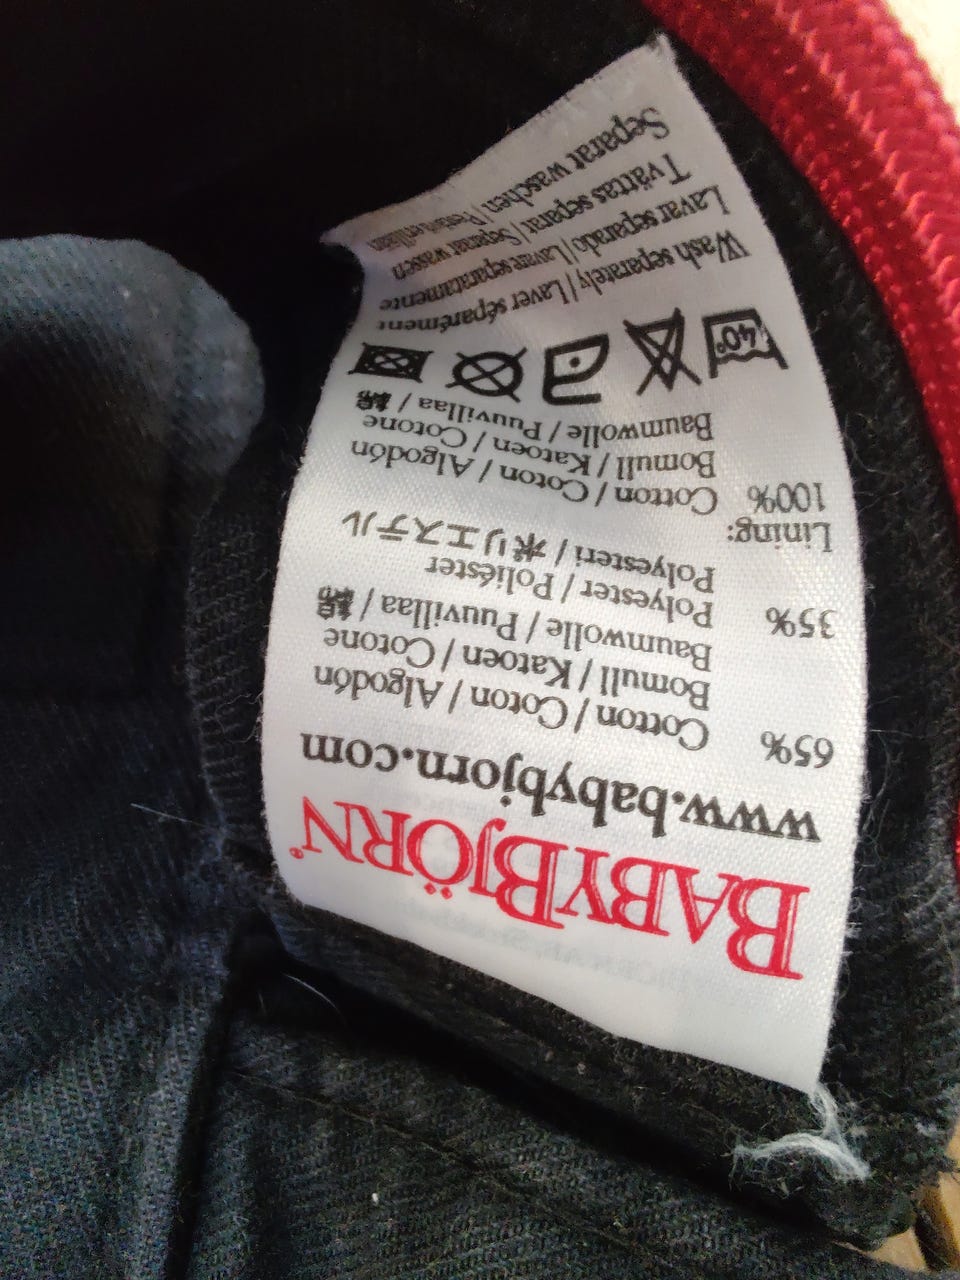 BABYBJÖRN®
www.babybjorn.com
65% Cotton / Coton / Algodón
Bomull / Katoen / Cotone
Baumwolle / Puuvillaa / 綿
35% Polyester / Poliéster
Polyesteri / ポリエステル
Lining:
100% Cotton / Coton / Algodón
Bomull / Katoen / Cotone
Baumwolle / Puuvillaa / 綿
40°
Wash separately / Laver séparément
Lavar separado / Lavare separatamente
Tvättas separat / Separat wassen
Separat waschen /